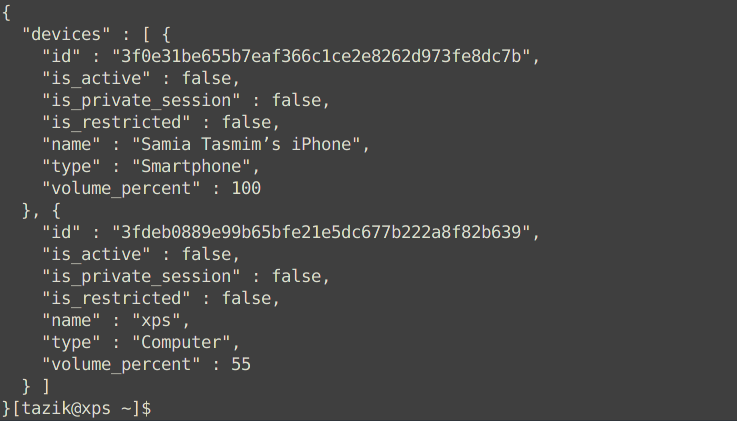 {
  "devices" : [ {
    "id" : "3f0e31be655b7eaf366c1ce2e8262d973fe8dc7b",
    "is_active" : false,
    "is_private_session" : false,
    "is_restricted" : false,
    "name" : "Samia Tasmim’s iPhone",
    "type" : "Smartphone",
    "volume_percent" : 100
  }, {
    "id" : "3fdeb0889e99b65bfe21e5dc677b222a8f82b639",
    "is_active" : false,
    "is_private_session" : false,
    "is_restricted" : false,
    "name" : "xps",
    "type" : "Computer",
    "volume_percent" : 55
  } ]
}[tazik@xps ~]$